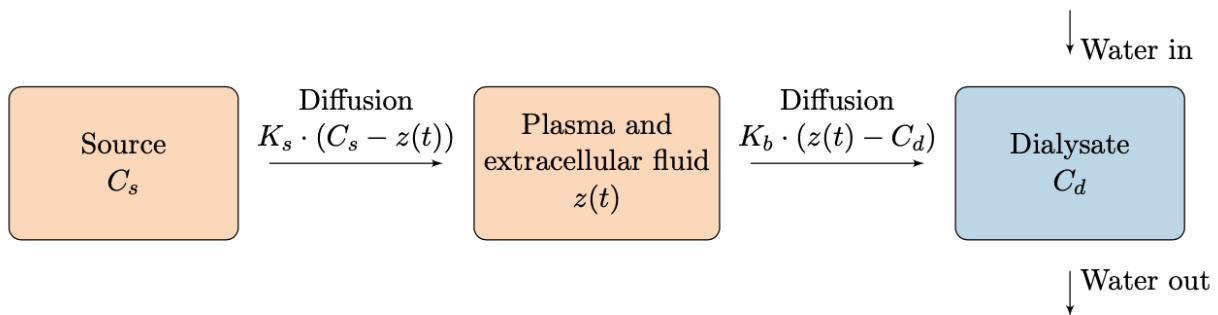 Water in
Source
C_s
Diffusion
K_s · (C_s − z(t))
Plasma and
extracellular fluid
z(t)
Diffusion
K_b · (z(t) − C_d)
Dialysate
C_d
Water out